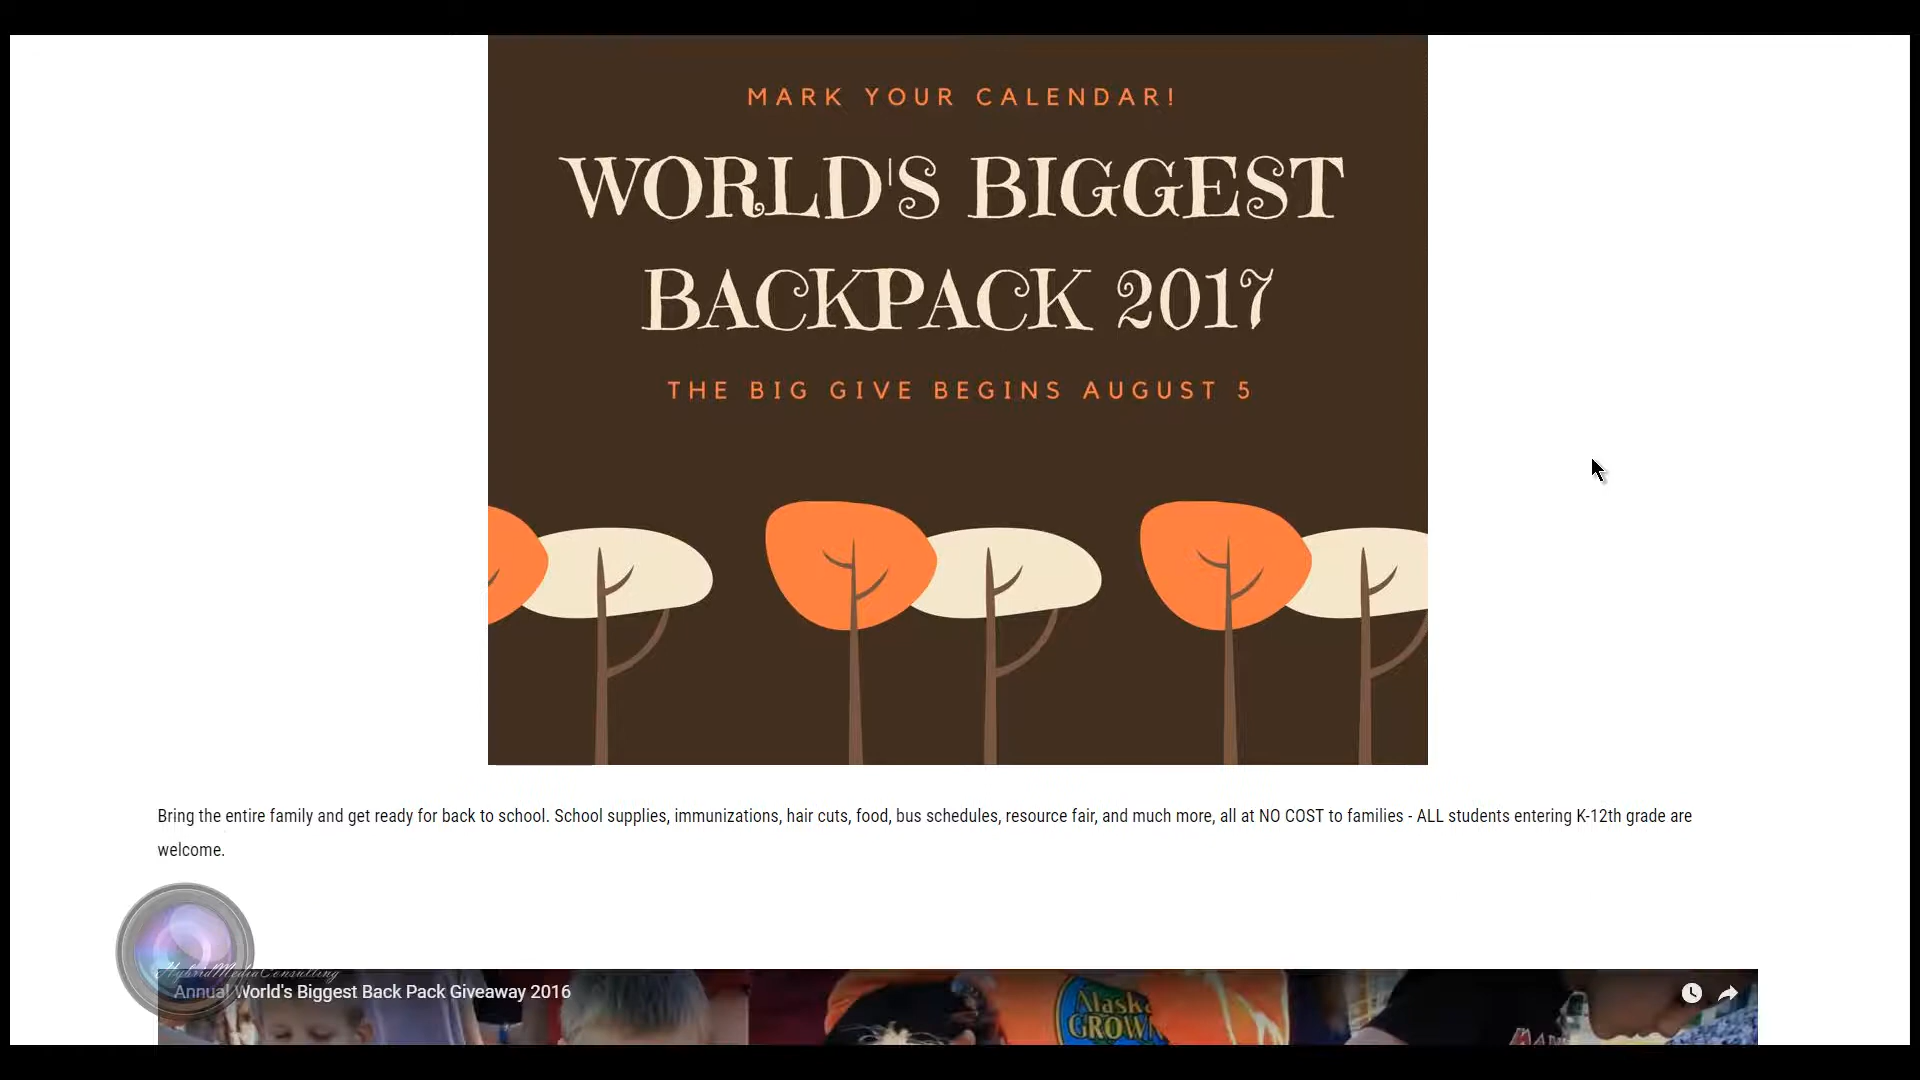 MARK YOUR CALENDAR!
WORLD'S BIGGEST
BACKPACK 2017
THE BIG GIVE BEGINS AUGUST 5
Bring the entire family and get ready for back to school. School supplies, immunizations, hair cuts, food, bus schedules, resource fair, and much more, all at NO COST to families - ALL students entering K-12th grade are
welcome.
HybridMediaConsulting
Annual World's Biggest Back Pack Giveaway 2016
Alaska
GROWN